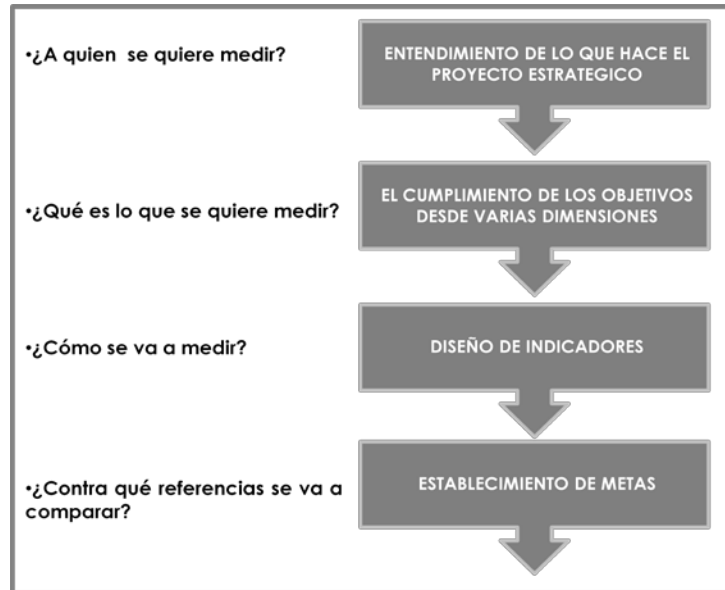 •¿A quien se quiere medir?
ENTENDIMIENTO DE LO QUE HACE EL
PROYECTO ESTRATEGICO
•¿Qué es lo que se quiere medir?
EL CUMPLIMIENTO DE LOS OBJETIVOS
DESDE VARIAS DIMENSIONES
•¿Cómo se va a medir?
DISEÑO DE INDICADORES
•¿Contra qué referencias se va a
comparar?
ESTABLECIMIENTO DE METAS